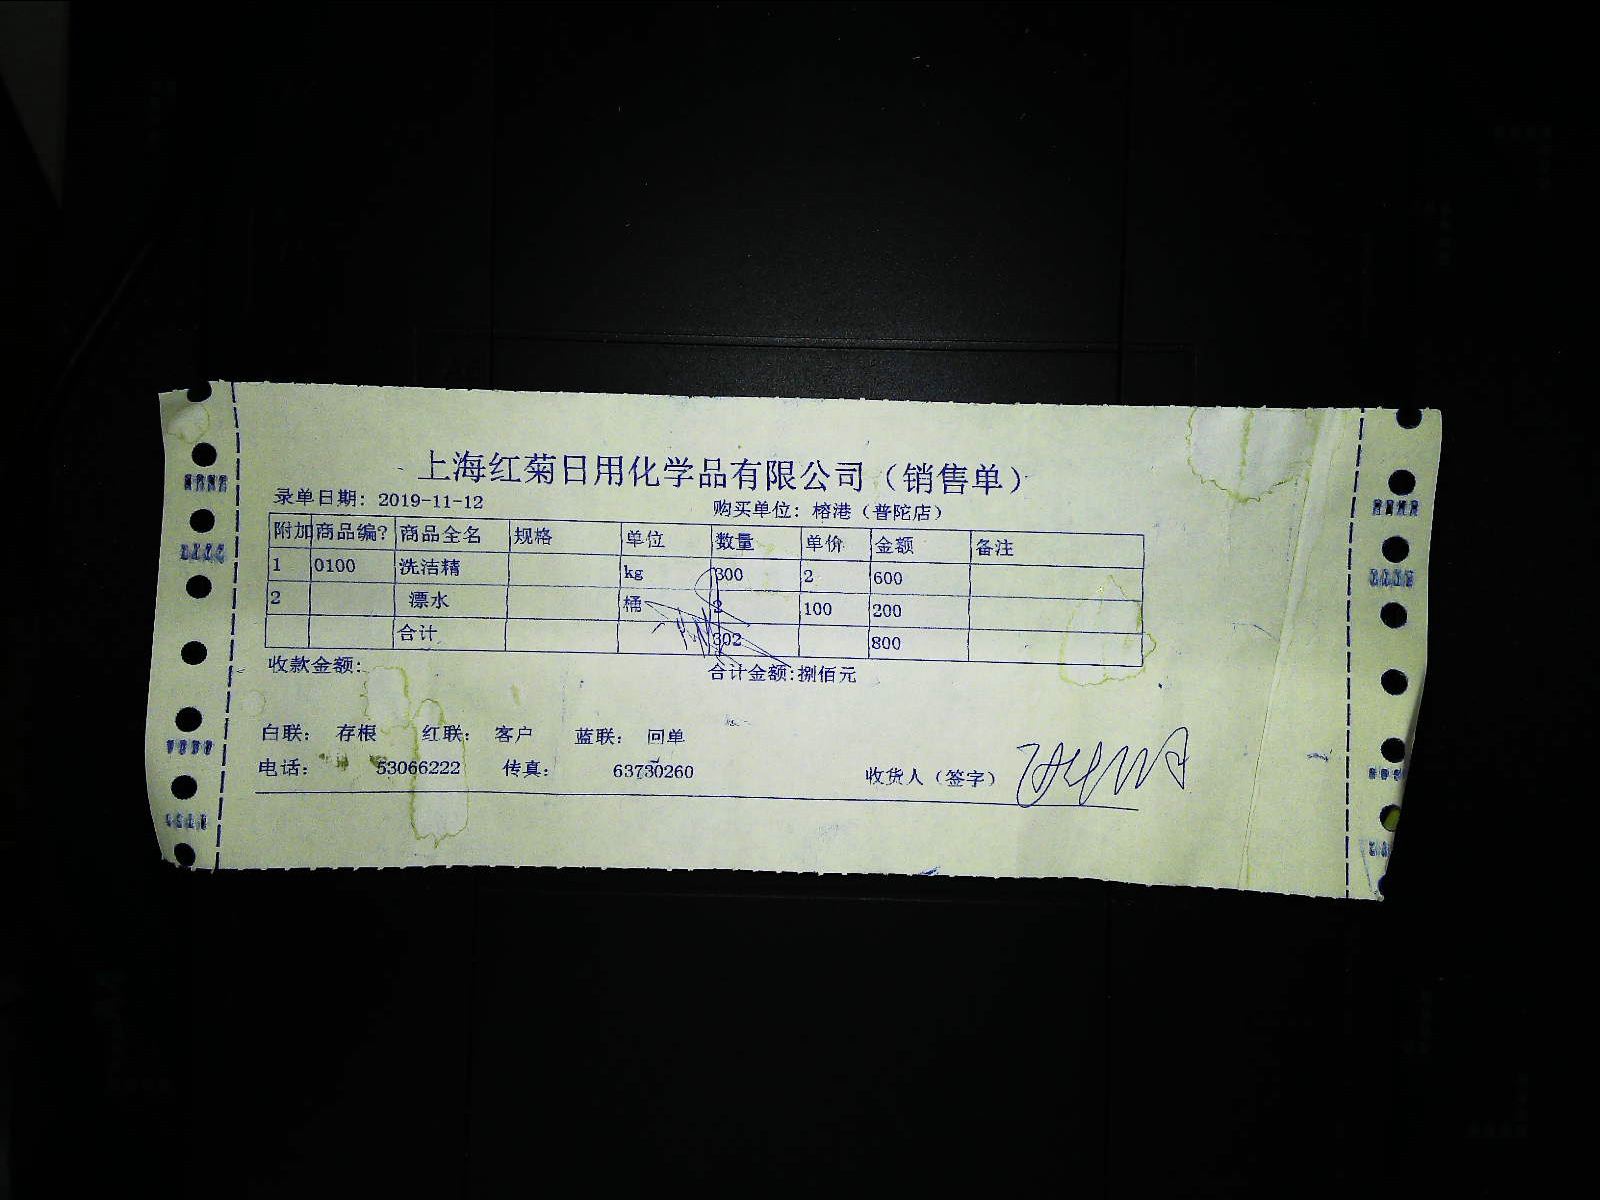 上海红菊日用化学品有限公司（销售单）
录单日期: 2019-11-12 购买单位: 榕港（普陀店）
附加 商品编? 商品全名 规格 单位 数量 单价 金额 备注
1 0100 洗洁精 kg 300 2 600
2 漂水 桶 2 100 200
合计 302 800
收款金额: 合计金额:捌佰元
白联: 存根 红联: 客户 蓝联: 回单
电话: 53066222 传真: 63730260 收货人（签字）